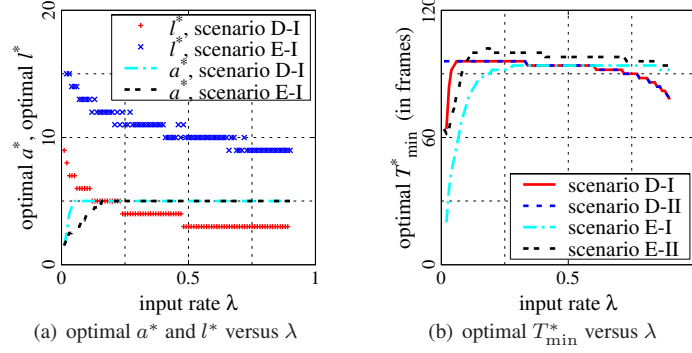 20
10
0
0
0.5
1
optimal a*, optimal l*
input rate λ
l*, scenario D-I
l*, scenario E-I
a*, scenario D-I
a*, scenario E-I
(a) optimal a* and l* versus λ
120
60
0
0
0.5
optimal T*min (in frames)
input rate λ
scenario D-I
scenario D-II
scenario E-I
scenario E-II
(b) optimal T*min versus λ